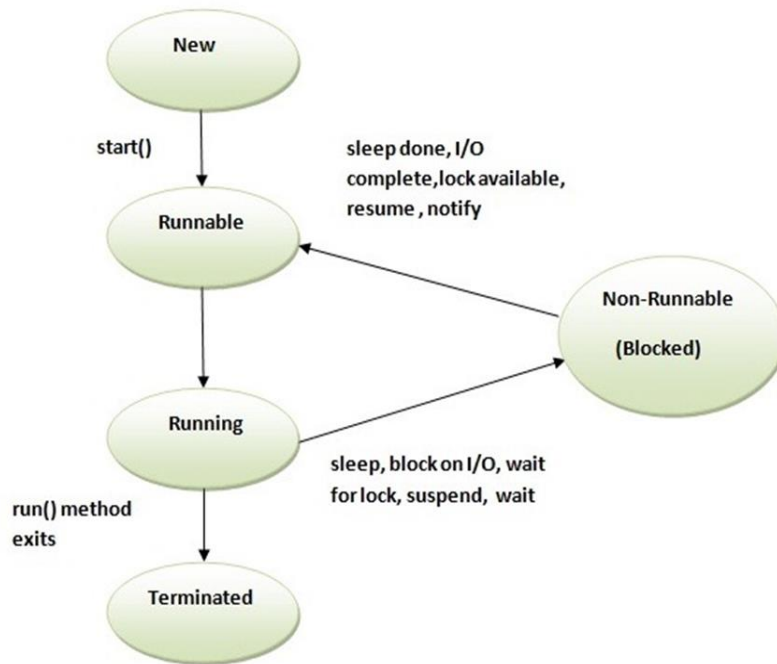 New
start()
sleep done, I/O
complete,lock available,
resume , notify
Runnable
Non-Runnable
(Blocked)
Running
sleep, block on I/O, wait
for lock, suspend, wait
run() method
exits
Terminated